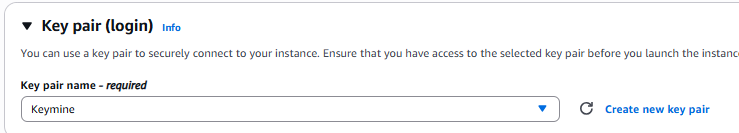 Key pair (login) Info
You can use a key pair to securely connect to your instance. Ensure that you have access to the selected key pair before you launch the instance
Key pair name - required
Keymine
Create new key pair